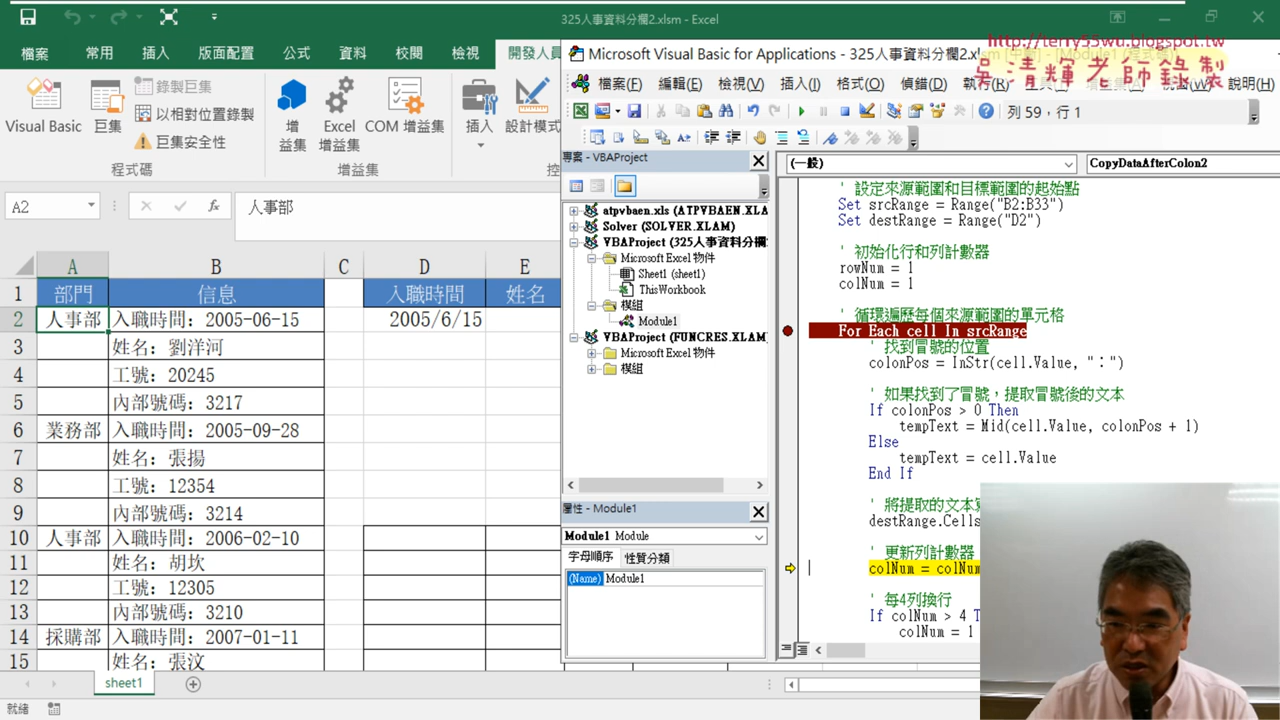 325人事資料分欄2.xlsm - Excel
檔案 常用 插入 版面配置 公式 資料 校閱 檢視 開發人員
Visual Basic
巨集
錄製巨集
以相對位置錄製
巨集安全性
程式碼
增益集
Excel 增益集
COM 增益集
增益集
插入
設計模式
控
A2
人事部
A B C D E
1 部門 信息 入職時間 姓名
2 人事部 入職時間：2005-06-15 2005/6/15
3 姓名：劉洋河
4 工號：20245
5 內部號碼：3217
6 業務部 入職時間：2005-09-28
7 姓名：張揚
8 工號：12354
9 內部號碼：3214
10 人事部 入職時間：2006-02-10
11 姓名：胡坎
12 工號：12305
13 內部號碼：3210
14 採購部 入職時間：2007-01-11
15 姓名：張汶
sheet1
就緒
Microsoft Visual Basic for Applications - 325人事資料分欄2.xlsm
http://terry55wu.blogspot.tw
吳清輝老師錄製
檔案(F) 編輯(E) 檢視(V) 插入(I) 格式(O) 偵錯(D) 執行(R) 說明(H)
列 59，行 1
專案 - VBAProject
atpvbaen.xls (ATPVBAEN.XLA
Solver (SOLVER.XLAM)
VBAProject (325人事資料分欄
Microsoft Excel 物件
Sheet1 (sheet1)
ThisWorkbook
模組
Module1
VBAProject (FUNCRES.XLAM
Microsoft Excel 物件
模組
屬性 - Module1
Module1 Module
字母順序 性質分類
(Name) Module1
(一般) CopyDataAfterColon2
' 設定來源範圍和目標範圍的起始點
Set srcRange = Range("B2:B33")
Set destRange = Range("D2")
' 初始化行和列計數器
rowNum = 1
colNum = 1
' 循環遍歷每個來源範圍的單元格
For Each cell In srcRange
' 找到冒號的位置
colonPos = InStr(cell.Value, "：")
' 如果找到了冒號，提取冒號後的文本
If colonPos > 0 Then
tempText = Mid(cell.Value, colonPos + 1)
Else
tempText = cell.Value
End If
' 將提取的文本
destRange.Cells
' 更新列計數器
colNum = colNum
' 每4列換行
If colNum > 4 T
colNum = 1